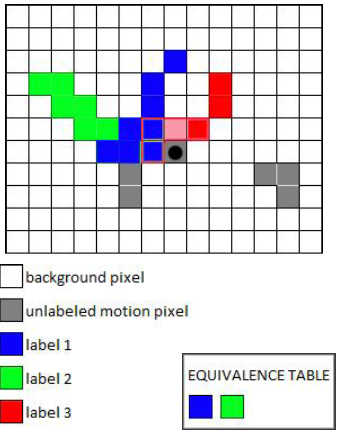 background pixel
unlabeled motion pixel
label 1
label 2
label 3
EQUIVALENCE TABLE